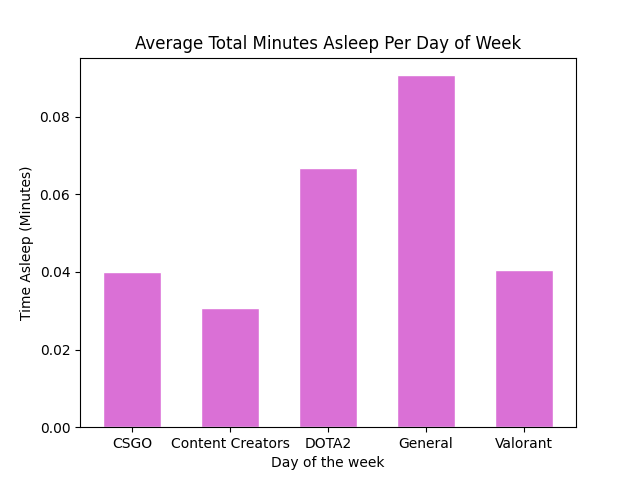 Average Total Minutes Asleep Per Day of Week
Time Asleep (Minutes)
0.08
0.06
0.04
0.02
0.00
CSGO Content Creators DOTA2 General Valorant
Day of the week